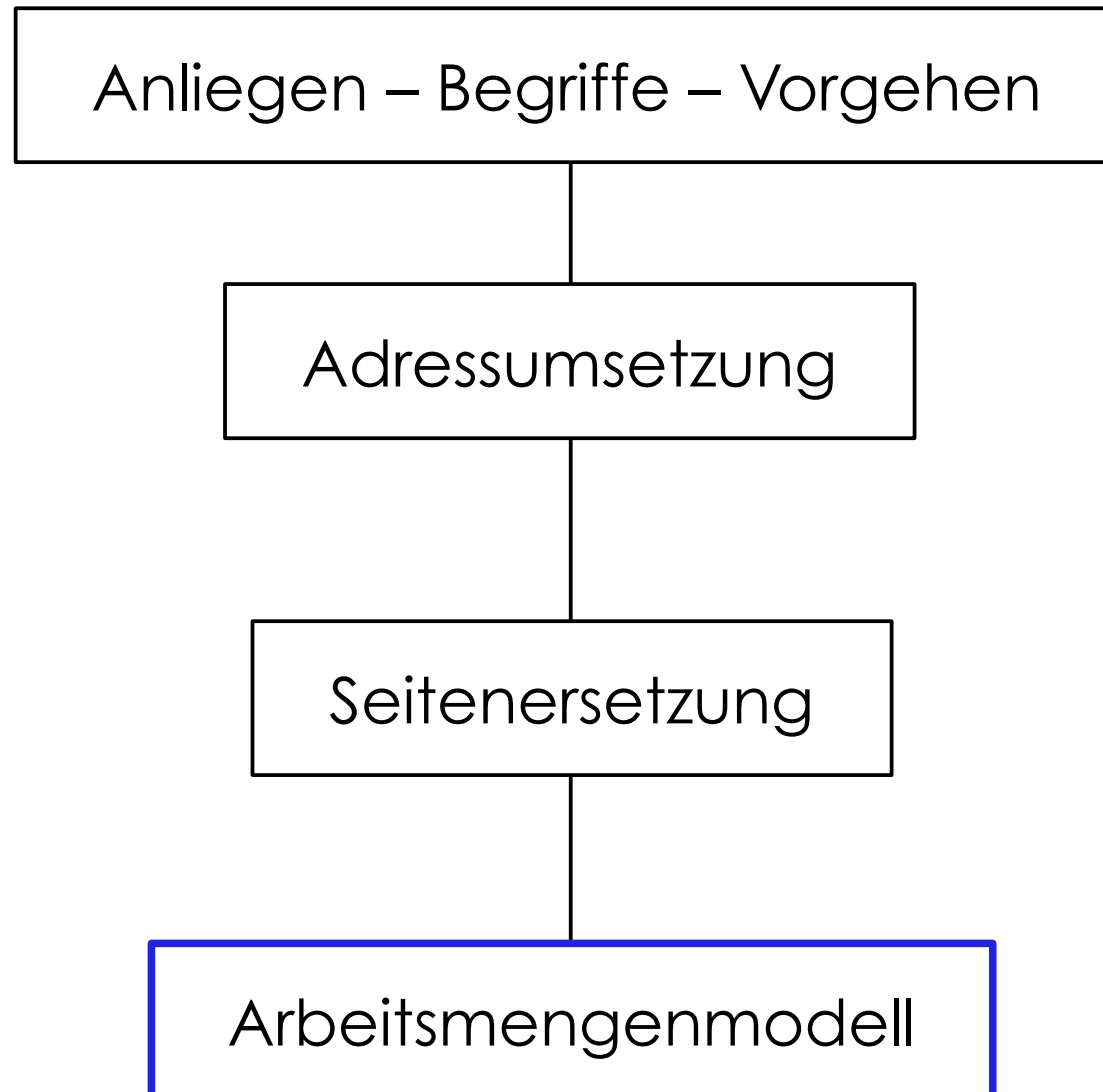 Anliegen – Begriffe – Vorgehen
Adressumsetzung
Seitenersetzung
Arbeitsmengenmodell